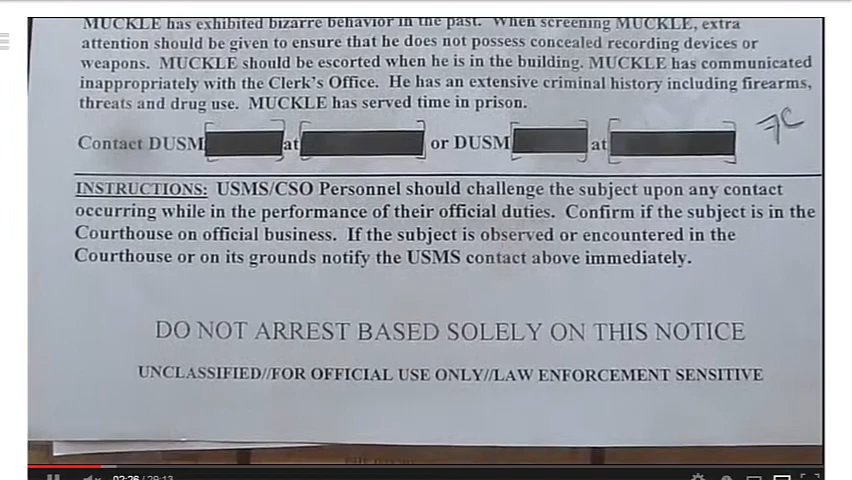 MUCKLE has exhibited bizarre behavior in the past. When screening MUCKLE, extra
attention should be given to ensure that he does not possess concealed recording devices or
weapons. MUCKLE should be escorted when he is in the building. MUCKLE has communicated
inappropriately with the Clerk's Office. He has an extensive criminal history including firearms,
threats and drug use. MUCKLE has served time in prison.
7C
Contact DUSM at or DUSM at
INSTRUCTIONS: USMS/CSO Personnel should challenge the subject upon any contact
occurring while in the performance of their official duties. Confirm if the subject is in the
Courthouse on official business. If the subject is observed or encountered in the
Courthouse or on its grounds notify the USMS contact above immediately.
DO NOT ARREST BASED SOLELY ON THIS NOTICE
UNCLASSIFIED//FOR OFFICIAL USE ONLY//LAW ENFORCEMENT SENSITIVE
02:26 / 29:13